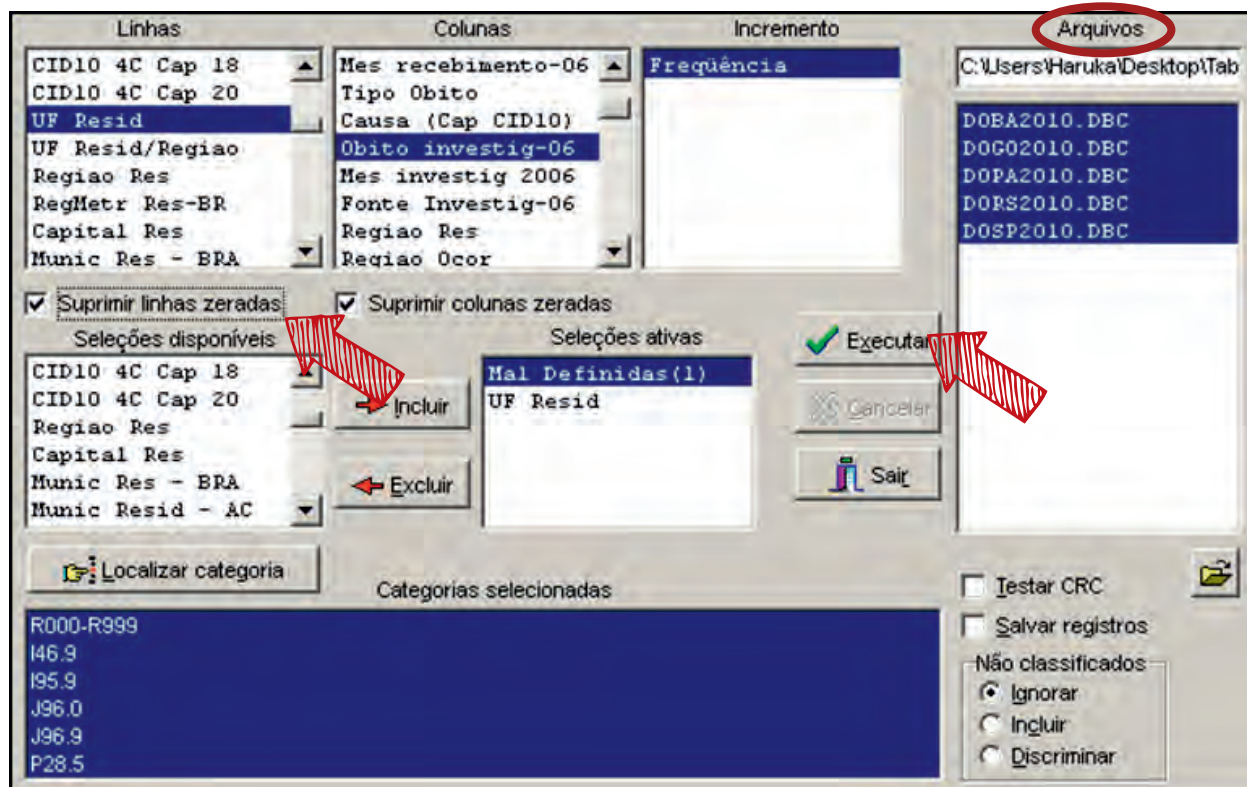 Linhas
CID10 4C Cap 18
CID10 4C Cap 20
UF Resid
UF Resid/Regiao
Regiao Res
RegMetr Res-BR
Capital Res
Munic Res - BRA
Colunas
Mes recebimento-06
Tipo Obito
Causa (Cap CID10)
Obito investig-06
Mes investig 2006
Fonte Investig-06
Regiao Res
Regiao Ocor
Incremento
Freqüência
Arquivos
C:\Users\Haruka\Desktop\Tab
DOBA2010.DBC
DOGO2010.DBC
DOPA2010.DBC
DORS2010.DBC
DOSP2010.DBC
Suprimir linhas zeradas
Suprimir colunas zeradas
Seleções disponíveis
CID10 4C Cap 18
CID10 4C Cap 20
Regiao Res
Capital Res
Munic Res - BRA
Munic Resid - AC
Incluir
Excluir
Seleções ativas
Mal Definidas(1)
UF Resid
Executar
Cancelar
Sair
Localizar categoria
Categorias selecionadas
R000-R999
I46.9
I95.9
J96.0
J96.9
P28.5
Testar CRC
Salvar registros
Não classificados
Ignorar
Incluir
Discriminar